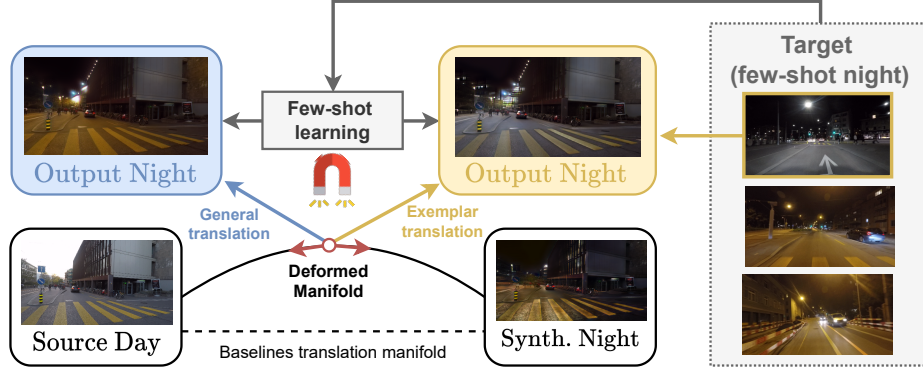 Target
(few-shot night)
Few-shot
learning
Output Night
Output Night
General
translation
Exemplar
translation
Deformed
Manifold
Source Day
Synth. Night
Baselines translation manifold